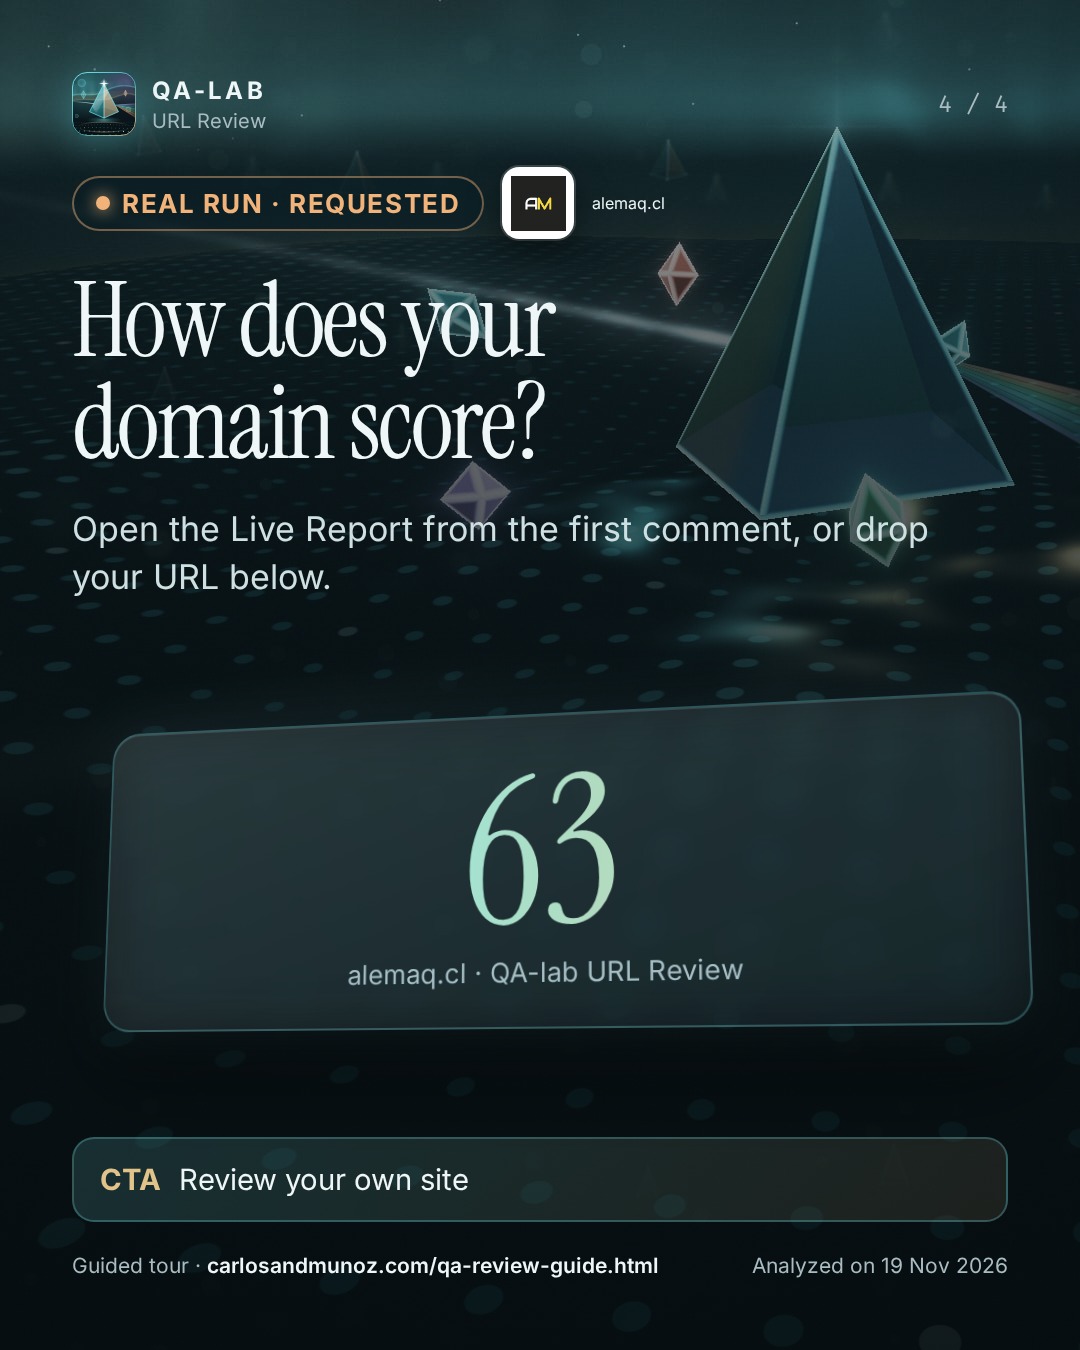 QA-LAB
URL Review
4 / 4
REAL RUN · REQUESTED
AM
alemaq.cl
How does your
domain score?
Open the Live Report from the first comment, or drop
your URL below.
63
alemaq.cl · QA-lab URL Review
CTA Review your own site
Guided tour · carlosandmunoz.com/qa-review-guide.html
Analyzed on 19 Nov 2026